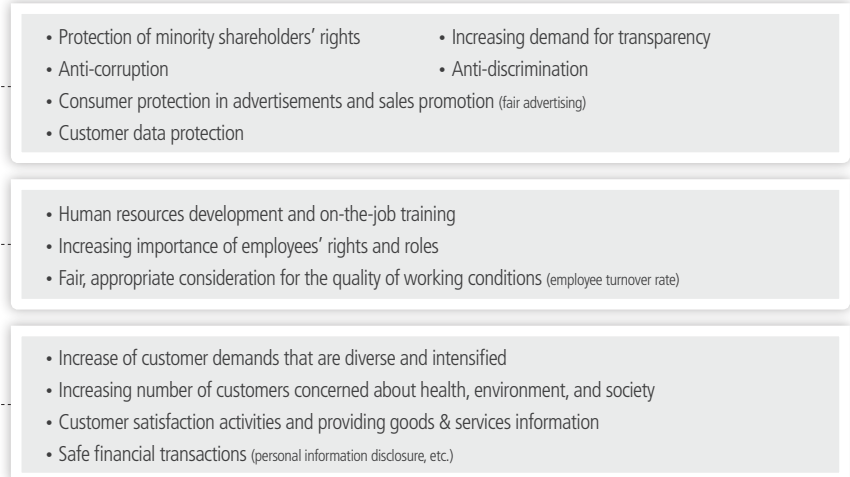 • Protection of minority shareholders’ rights • Increasing demand for transparency
• Anti-corruption • Anti-discrimination
• Consumer protection in advertisements and sales promotion (fair advertising)
• Customer data protection
• Human resources development and on-the-job training
• Increasing importance of employees’ rights and roles
• Fair, appropriate consideration for the quality of working conditions (employee turnover rate)
• Increase of customer demands that are diverse and intensified
• Increasing number of customers concerned about health, environment, and society
• Customer satisfaction activities and providing goods & services information
• Safe financial transactions (personal information disclosure, etc.)